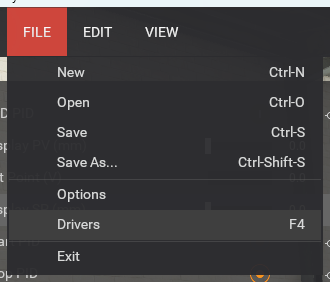 FILE EDIT VIEW
New Ctrl-N
Open Ctrl-O
Save Ctrl-S
Save As... Ctrl-Shift-S
Options
Drivers F4
Exit